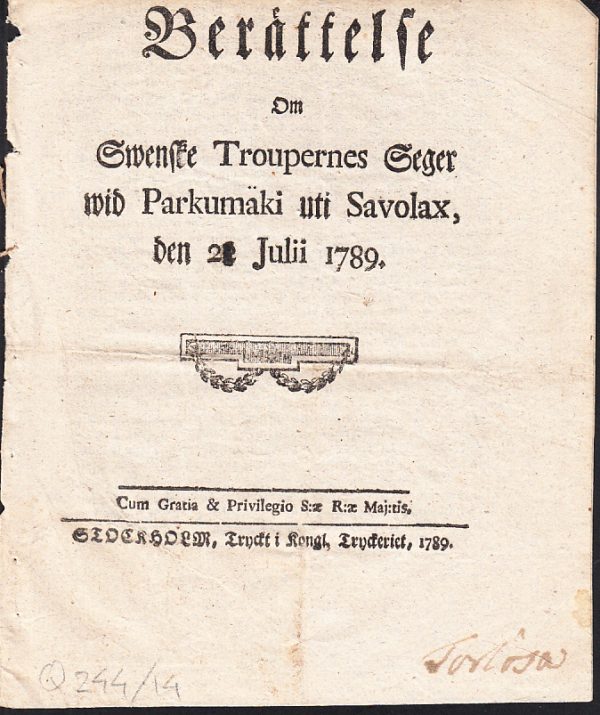 Berättelse
Om
Swenske Troupernes Seger
wid Parkumäki uti Savolax,
den 21 Julii 1789.
Cum Gratia & Privilegio S:æ R:æ Maj:tis,
STOCKHOLM, Tryckt i Kongl, Tryckeriet, 1789.
Q 244/14